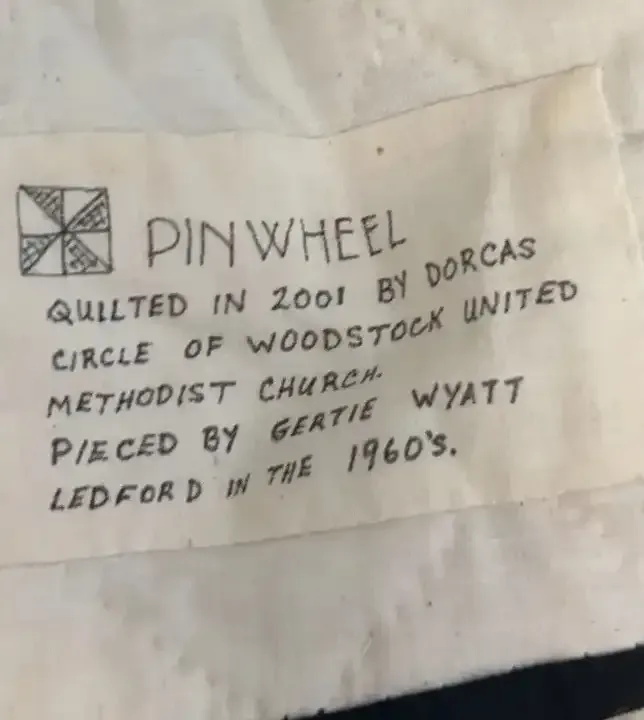 PINWHEEL
QUILTED IN 2001 BY DORCAS
CIRCLE OF WOODSTOCK UNITED
METHODIST CHURCH.
PIECED BY GERTIE WYATT
LEDFORD IN THE 1960'S.